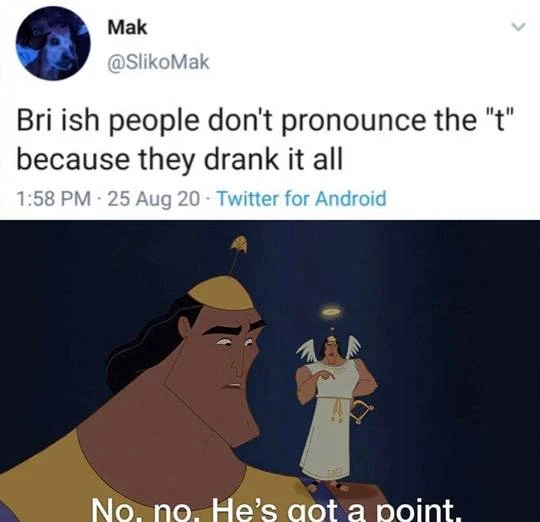 Mak
@SlikoMak
Bri ish people don't pronounce the "t"
because they drank it all
1:58 PM · 25 Aug 20 · Twitter for Android
No, no. He's got a point.